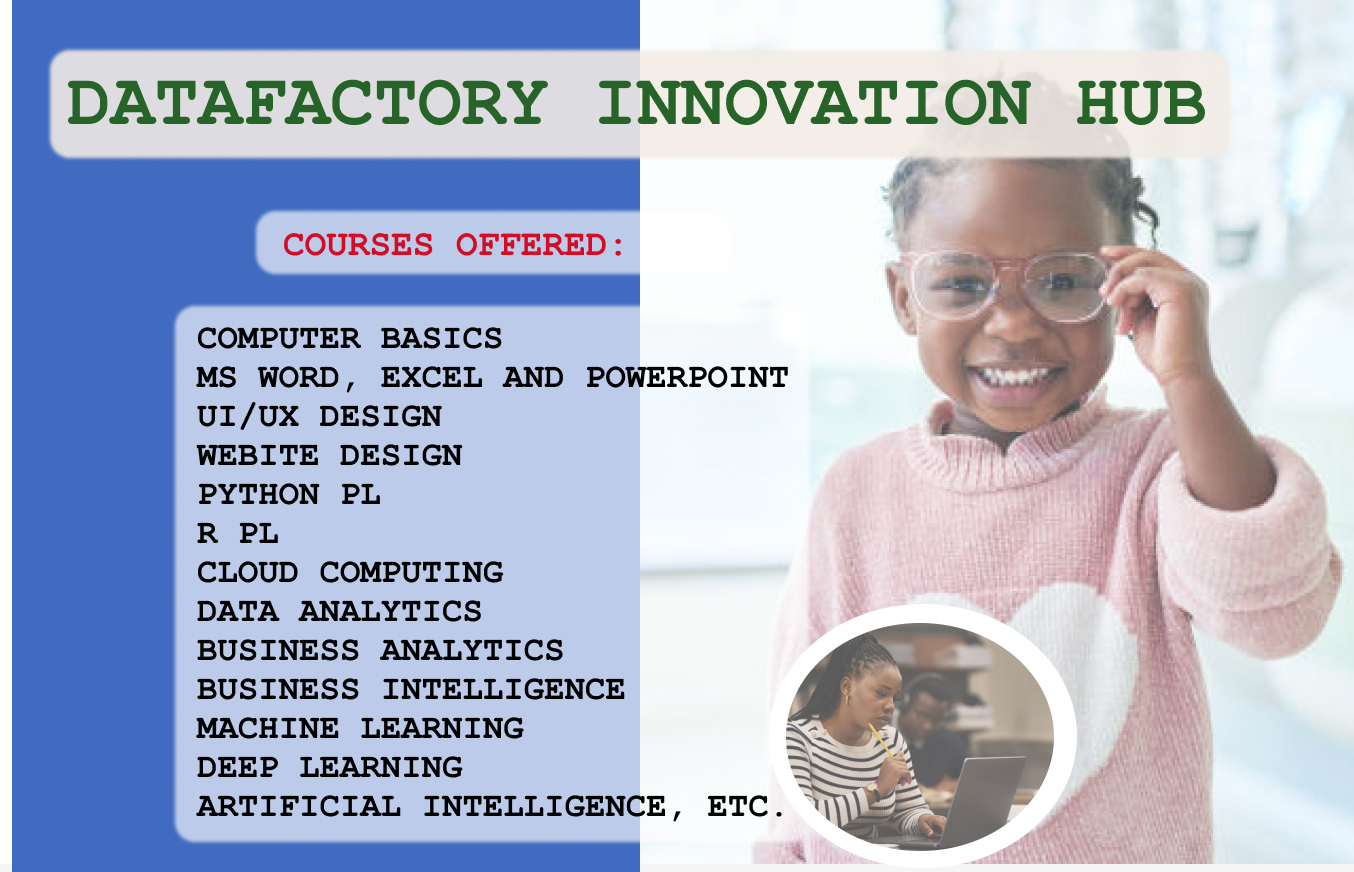 DATAFACTORY INNOVATION HUB
COURSES OFFERED:
COMPUTER BASICS
MS WORD, EXCEL AND POWERPOINT
UI/UX DESIGN
WEBITE DESIGN
PYTHON PL
R PL
CLOUD COMPUTING
DATA ANALYTICS
BUSINESS ANALYTICS
BUSINESS INTELLIGENCE
MACHINE LEARNING
DEEP LEARNING
ARTIFICIAL INTELLIGENCE, ETC.